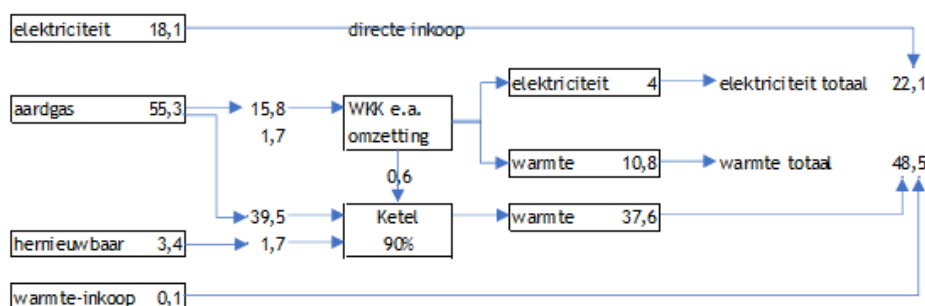 elektriciteit 18,1 directe inkoop
elektriciteit 4 elektriciteit totaal 22,1
aardgas 55,3 15,8 WKK e.a.
1,7 omzetting
warmte 10,8 warmte totaal 48,5
0,6
39,5 Ketel warmte 37,6
hernieuwbaar 3,4 1,7 90%
warmte-inkoop 0,1